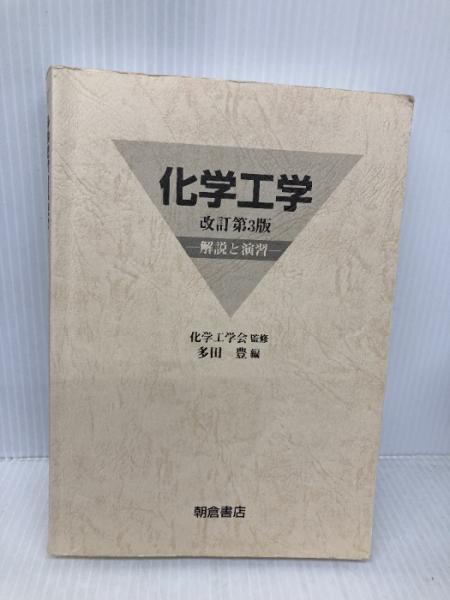 化学工学
改訂第3版
―解説と演習―
化学工学会 監修
多田 豊 編
朝倉書店